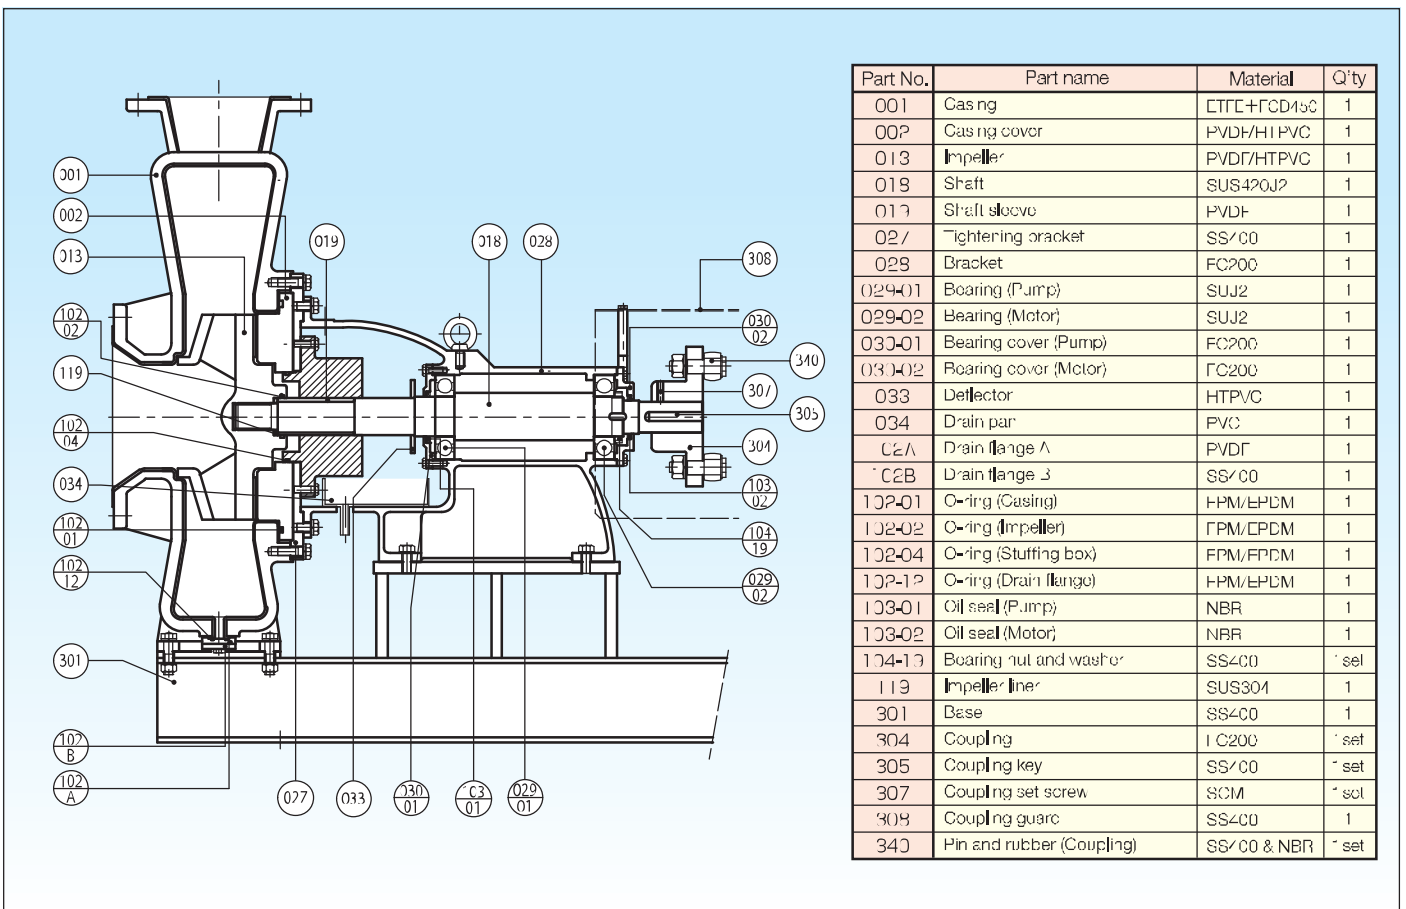 001
002
013
102
02
119
102
04
034
102
01
102
12
301
102
B
102
A
019
018
028
308
030
02
340
307
305
304
103
02
104
19
029
02
027
033
030
01
103
01
029
01
Part No. Part name Material Q'ty
001 Casing ETFE+FCD450 1
002 Casing cover PVDF/HTPVC 1
013 Impeller PVDF/HTPVC 1
018 Shaft SUS420J2 1
019 Shaft sleeve PVDF 1
027 Tightening bracket SS400 1
028 Bracket FC200 1
029-01 Bearing (Pump) SUJ2 1
029-02 Bearing (Motor) SUJ2 1
030-01 Bearing cover (Pump) FC200 1
030-02 Bearing cover (Motor) FC200 1
033 Deflector HTPVC 1
034 Drain pan PVC 1
102A Drain flange A PVDF 1
102B Drain flange B SS400 1
102-01 O-ring (Casing) FPM/EPDM 1
102-02 O-ring (Impeller) FPM/EPDM 1
102-04 O-ring (Stuffing box) FPM/EPDM 1
102-12 O-ring (Drain flange) FPM/EPDM 1
103-01 Oil seal (Pump) NBR 1
103-02 Oil seal (Motor) NBR 1
104-19 Bearing nut and washer SS400 1 set
119 Impeller liner SUS304 1
301 Base SS400 1
304 Coupling FC200 1 set
305 Coupling key SS400 1 set
307 Coupling set screw SCM 1 set
308 Coupling guard SS400 1
340 Pin and rubber (Coupling) SS400 & NBR 1 set